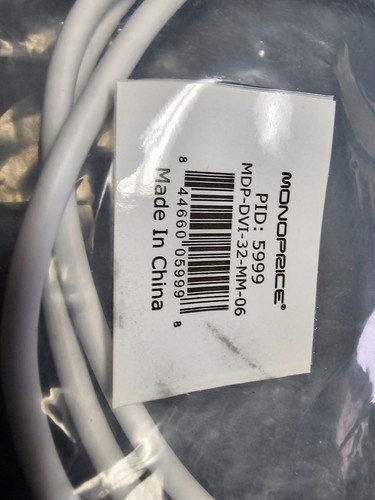 MONOPRICE®
PID: 5999
MDP-DVI-32-MM-06
8 44660 05999 8
Made In China